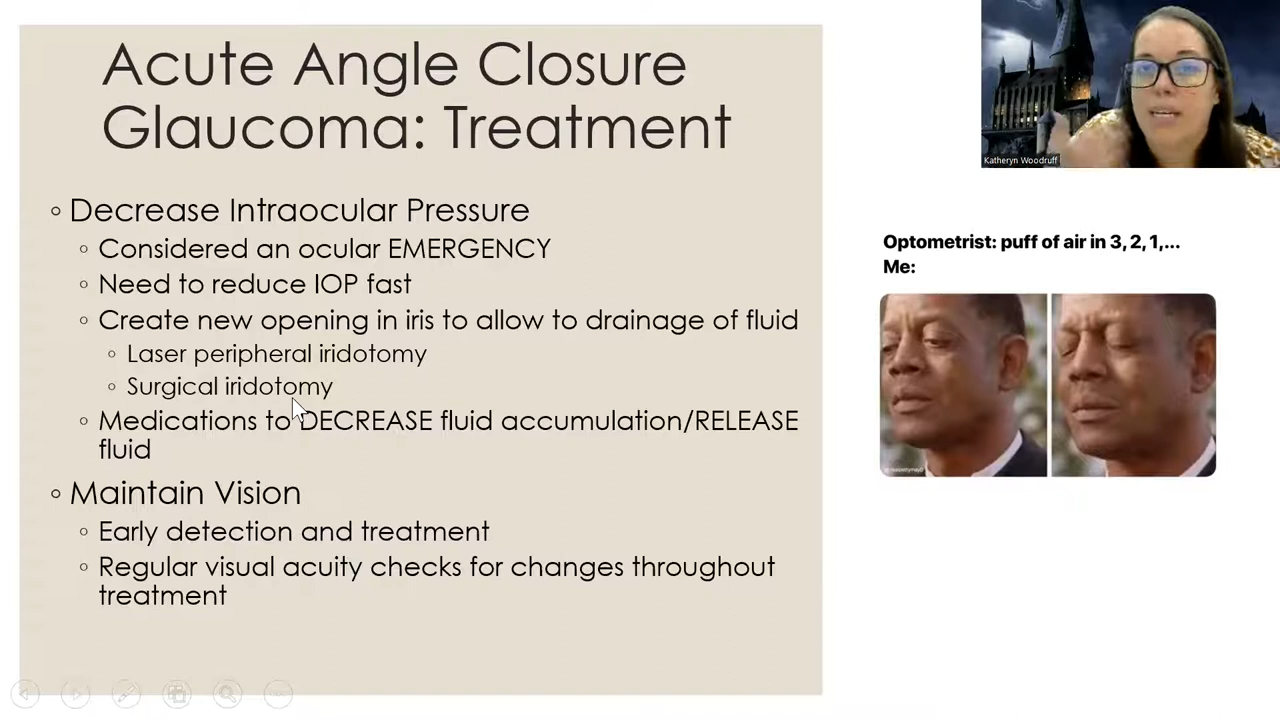 Acute Angle Closure
Glaucoma: Treatment
Decrease Intraocular Pressure
Considered an ocular EMERGENCY
Need to reduce IOP fast
Create new opening in iris to allow to drainage of fluid
Laser peripheral iridotomy
Surgical iridotomy
Medications to DECREASE fluid accumulation/RELEASE
fluid
Maintain Vision
Early detection and treatment
Regular visual acuity checks for changes throughout
treatment
Katheryn Woodruff
Optometrist: puff of air in 3, 2, 1,...
Me: